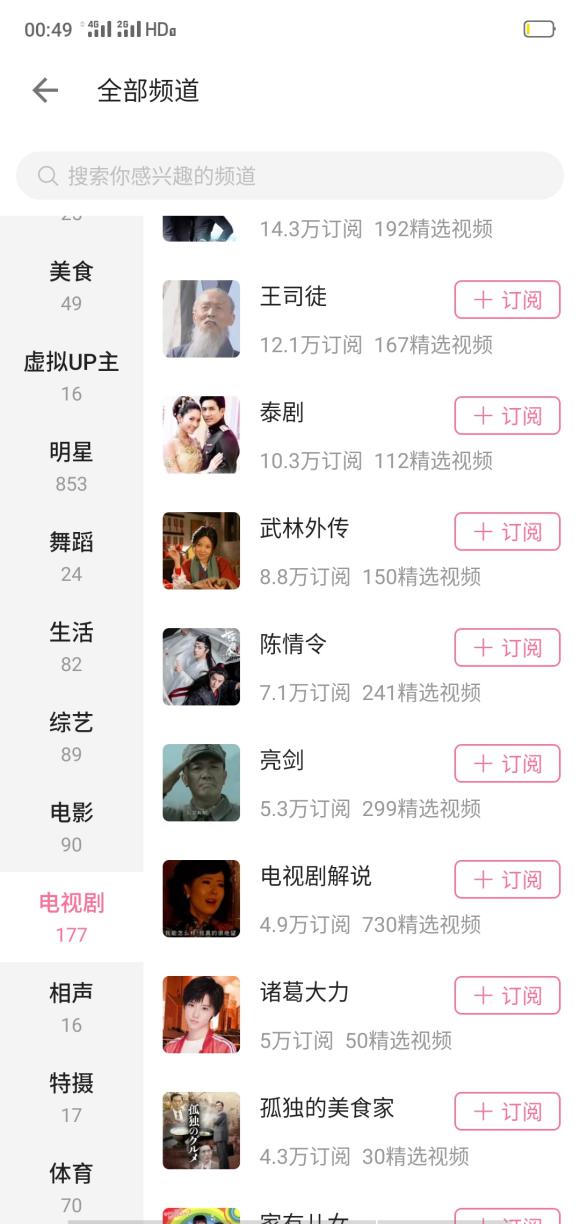 00:49 4G 2G HD
全部频道
搜索你感兴趣的频道
14.3万订阅 192精选视频
美食
49
王司徒
订阅
12.1万订阅 167精选视频
虚拟UP主
16
泰剧
订阅
10.3万订阅 112精选视频
明星
853
武林外传
订阅
8.8万订阅 150精选视频
舞蹈
24
生活
82
陈情令
订阅
7.1万订阅 241精选视频
综艺
89
亮剑
订阅
5.3万订阅 299精选视频
电影
90
电视剧
177
电视剧解说
订阅
4.9万订阅 730精选视频
相声
16
诸葛大力
订阅
5万订阅 50精选视频
特摄
17
孤独的美食家
订阅
4.3万订阅 30精选视频
孤独のグルメ
体育
70
家有儿女
订阅